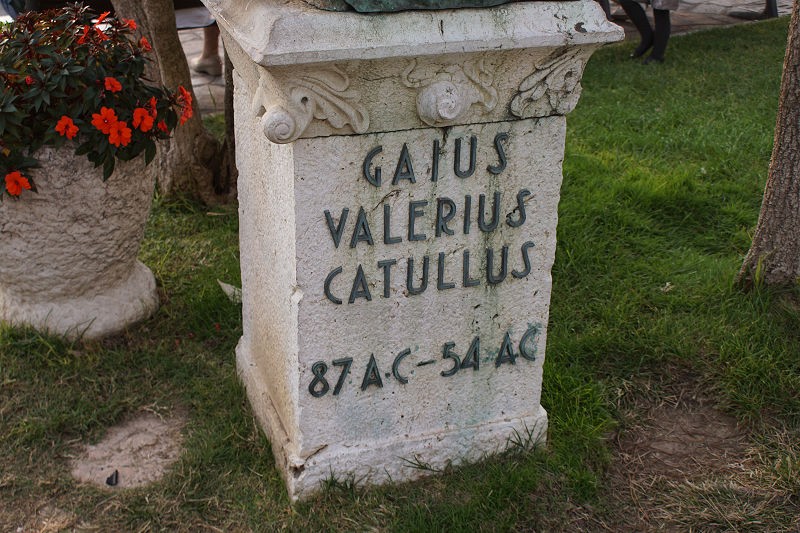 GAIUS
VALERIUS
CATULLUS
87 A.C-54 A.C